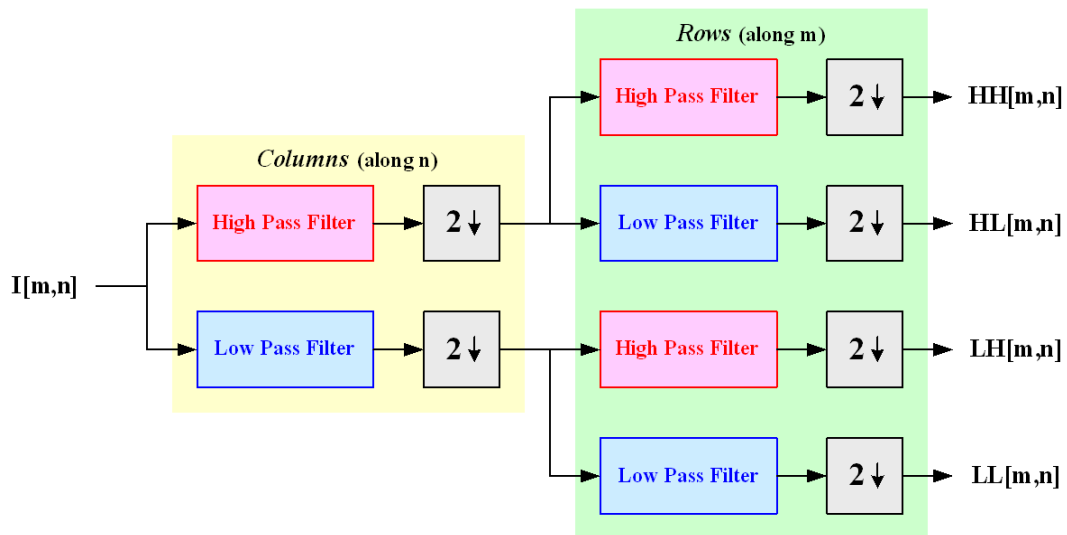 Rows (along m)
High Pass Filter
2↓
HH[m,n]
Columns (along n)
High Pass Filter
2↓
Low Pass Filter
2↓
HL[m,n]
I[m,n]
Low Pass Filter
2↓
High Pass Filter
2↓
LH[m,n]
Low Pass Filter
2↓
LL[m,n]